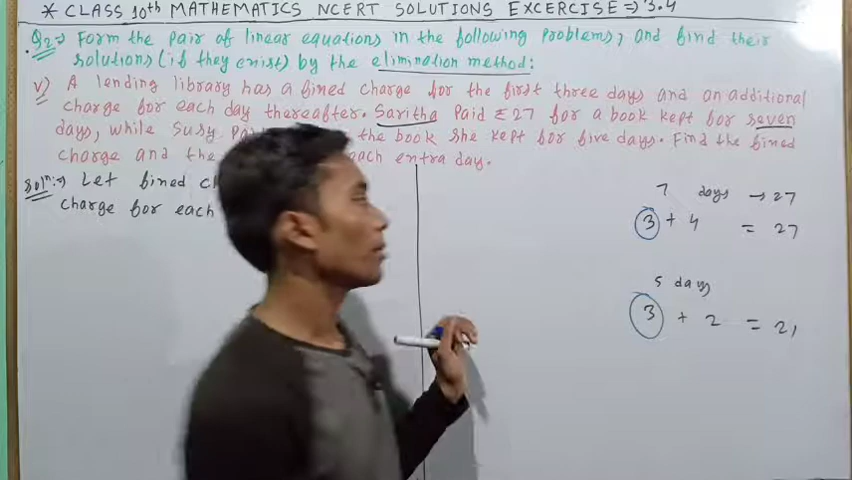 * CLASS 10th MATHEMATICS NCERT SOLUTIONS EXCERCISE ⇒ 3.4
Q2:⇒ Form the pair of linear equations in the following problems, and find their
solutions (if they exist) by the elimination method:
v) A lending library has a fixed charge for the first three days and an additional
charge for each day thereafter. Saritha Paid ₹27 for a book kept for seven
days, while Susy the book she kept for five days. Find the fixed
charge and the each extra day.
Solⁿ:⇒ Let fixed
charge for each
7 days → 27
3 + 4 = 27
5 days
3 + 2 = 21